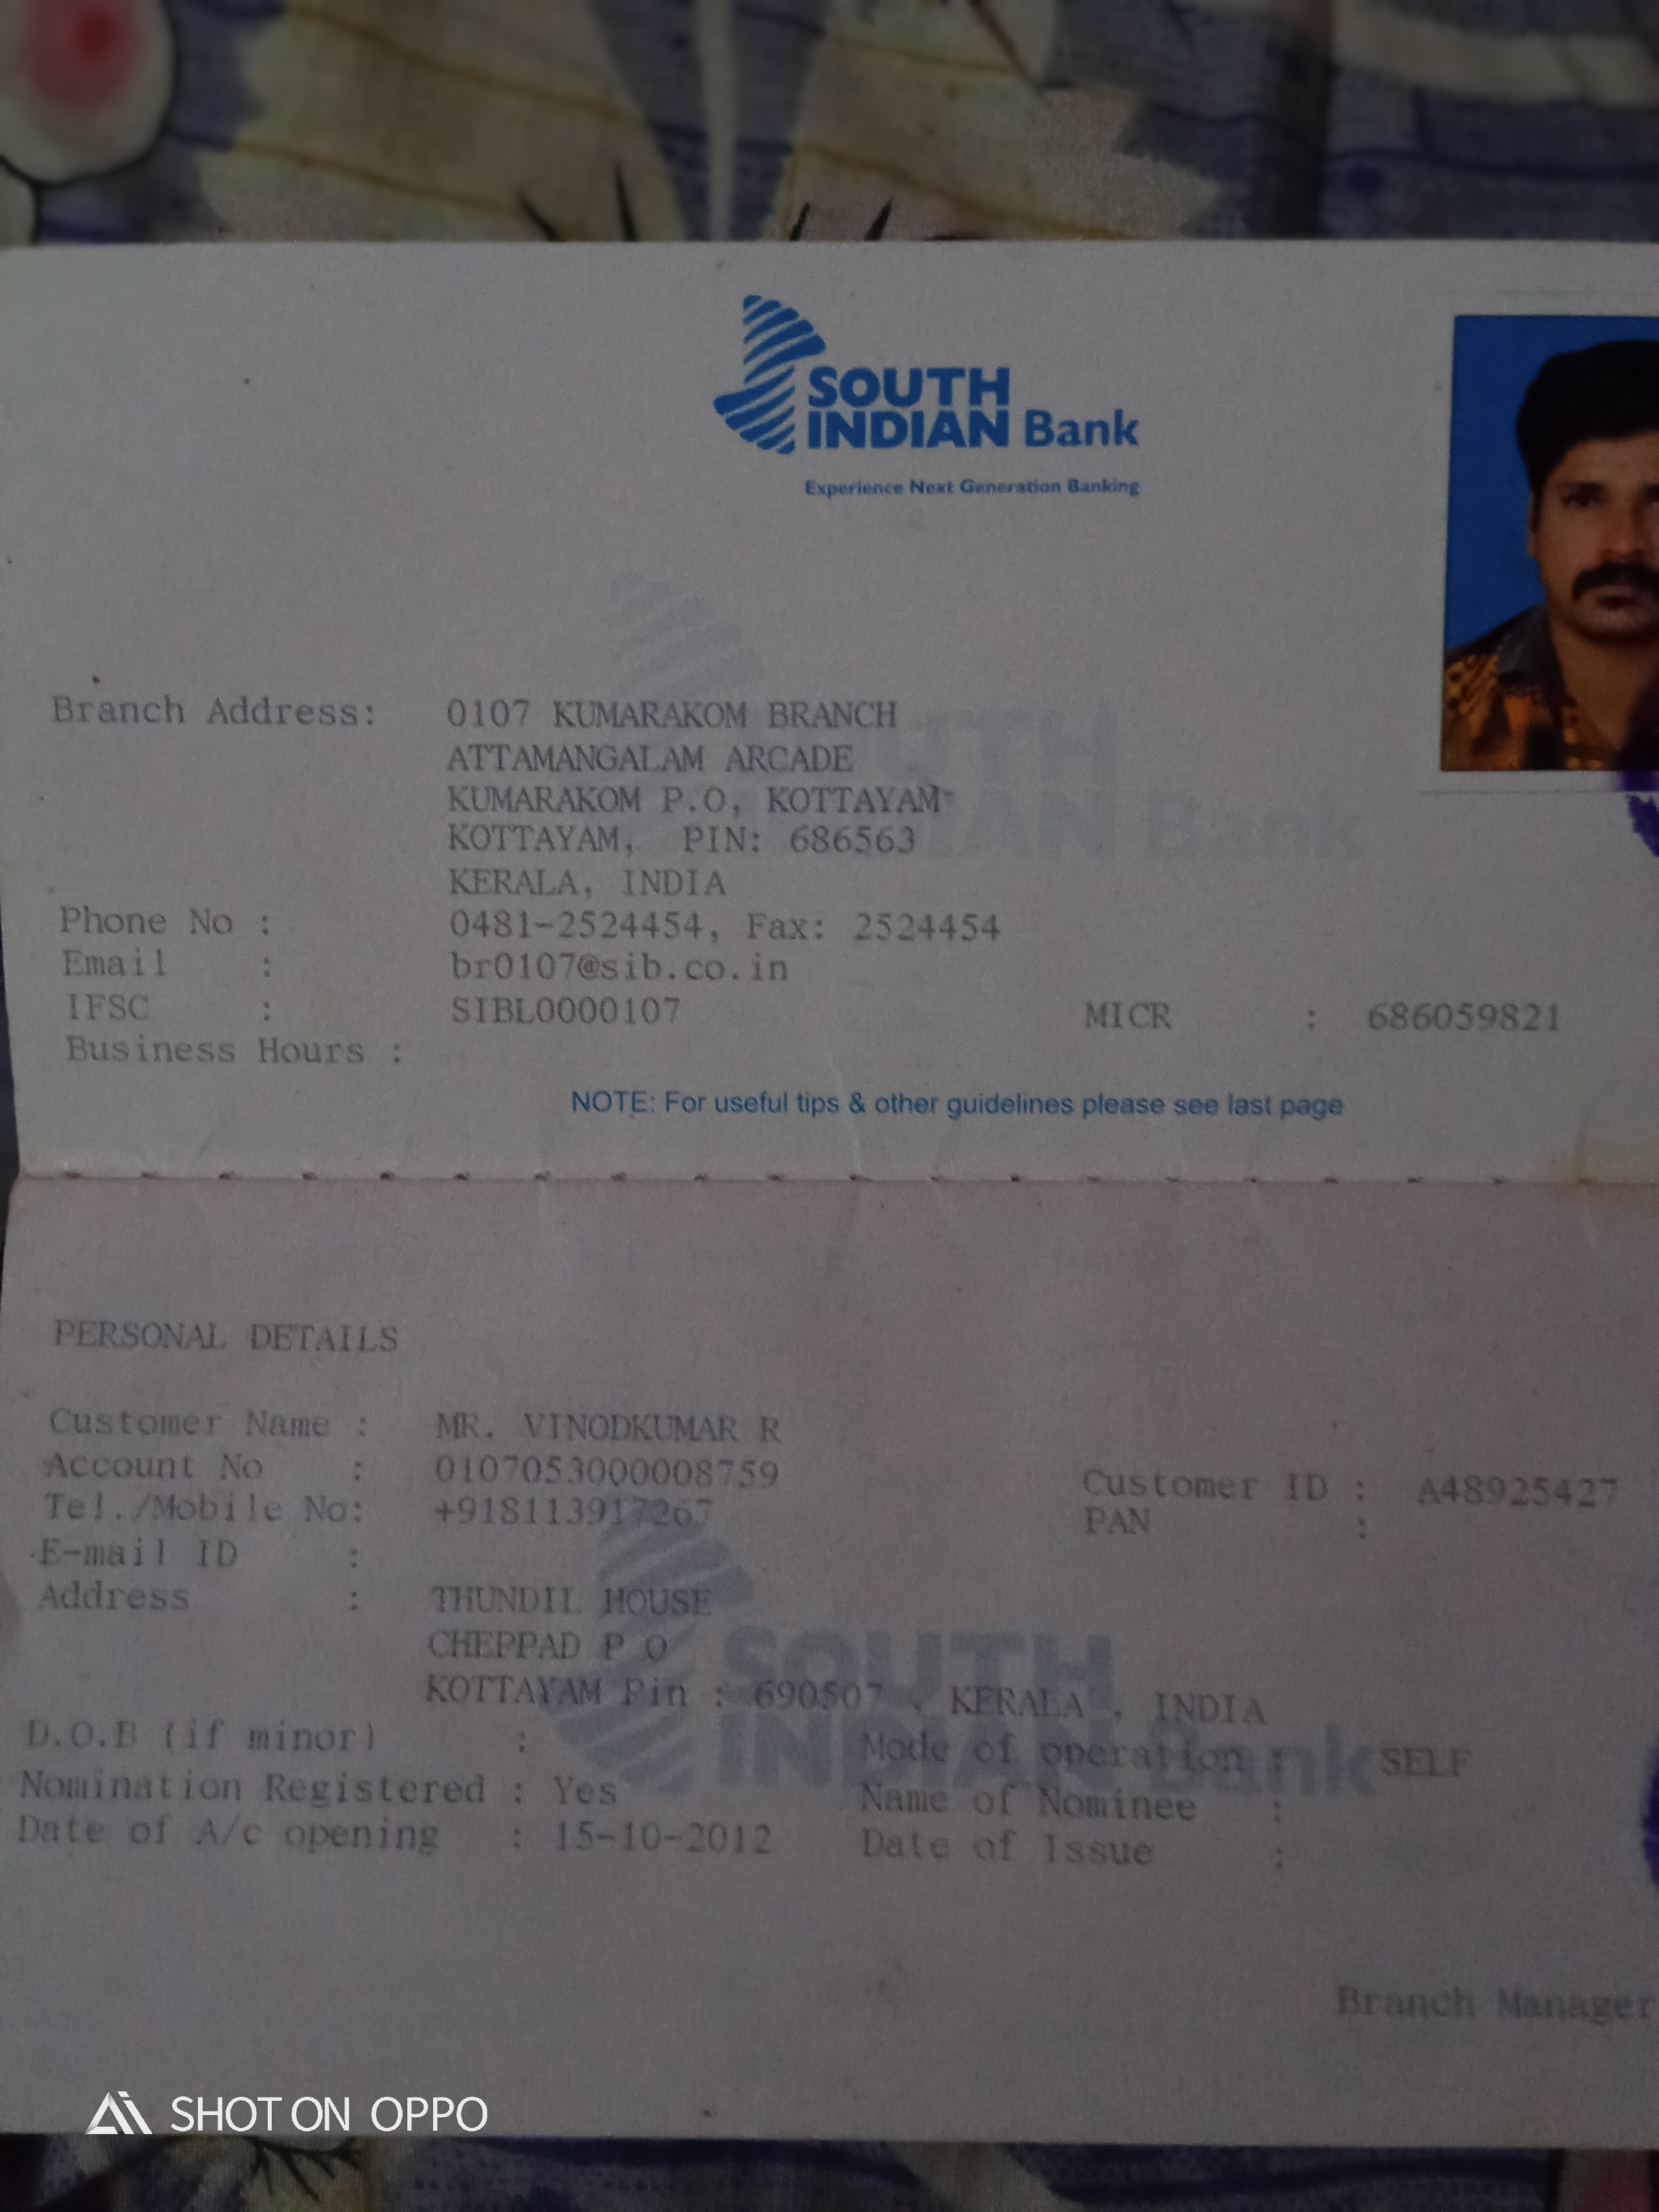 SOUTH
INDIAN Bank
Experience Next Generation Banking
Branch Address: 0107 KUMARAKOM BRANCH
ATTAMANGALAM ARCADE
KUMARAKOM P.O, KOTTAYAM
KOTTAYAM, PIN: 686563
KERALA, INDIA
Phone No : 0481-2524454, Fax: 2524454
Email : br0107@sib.co.in
IFSC : SIBL0000107 MICR : 686059821
Business Hours :
NOTE: For useful tips & other guidelines please see last page
PERSONAL DETAILS
Customer Name : MR. VINODKUMAR R
Account No : 0107053000008759 Customer ID : A48925427
Tel./Mobile No: +918113917267 PAN :
E-mail ID :
Address : THUNDIL HOUSE
CHEPPAD P O
KOTTAYAM Pin : 690507 , KERALA , INDIA
D.O.B (if minor) : Mode of operation : SELF
Nomination Registered : Yes Name of Nominee :
Date of A/c opening : 15-10-2012 Date of Issue :
SOUTH
INDIAN Bank
Branch Manager
SHOT ON OPPO